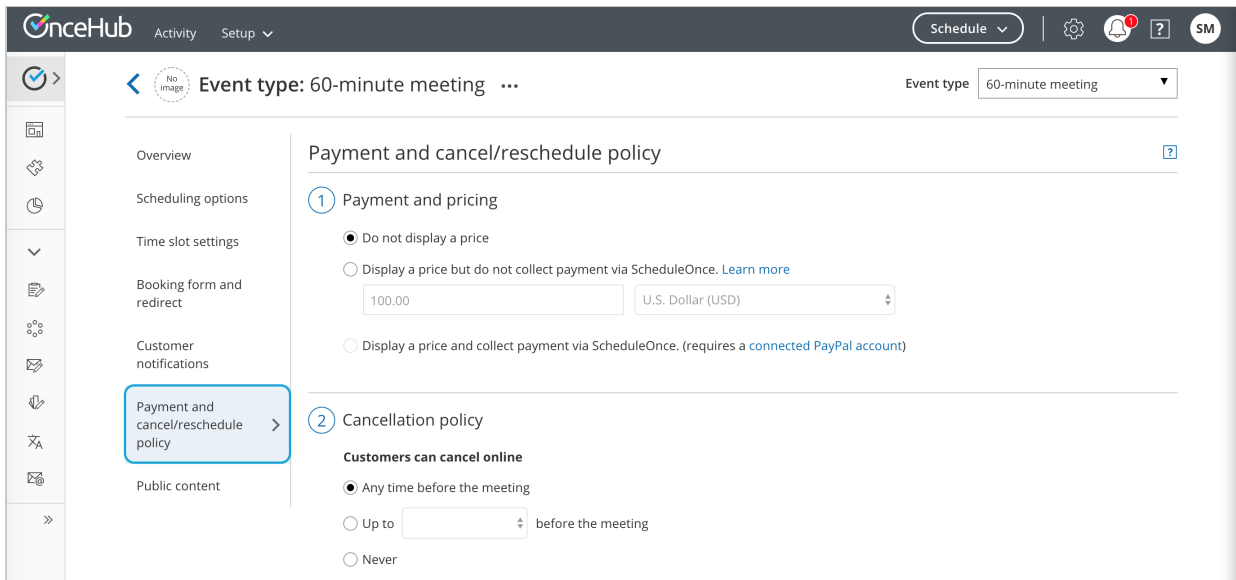 OnceHub Activity Setup Schedule 1 ? SM
No image Event type: 60-minute meeting ... Event type 60-minute meeting
Overview
Scheduling options
Time slot settings
Booking form and
redirect
Customer
notifications
Payment and
cancel/reschedule
policy
Public content
Payment and cancel/reschedule policy ?
1 Payment and pricing
Do not display a price
Display a price but do not collect payment via ScheduleOnce. Learn more
100.00 U.S. Dollar (USD)
Display a price and collect payment via ScheduleOnce. (requires a connected PayPal account)
2 Cancellation policy
Customers can cancel online
Any time before the meeting
Up to before the meeting
Never